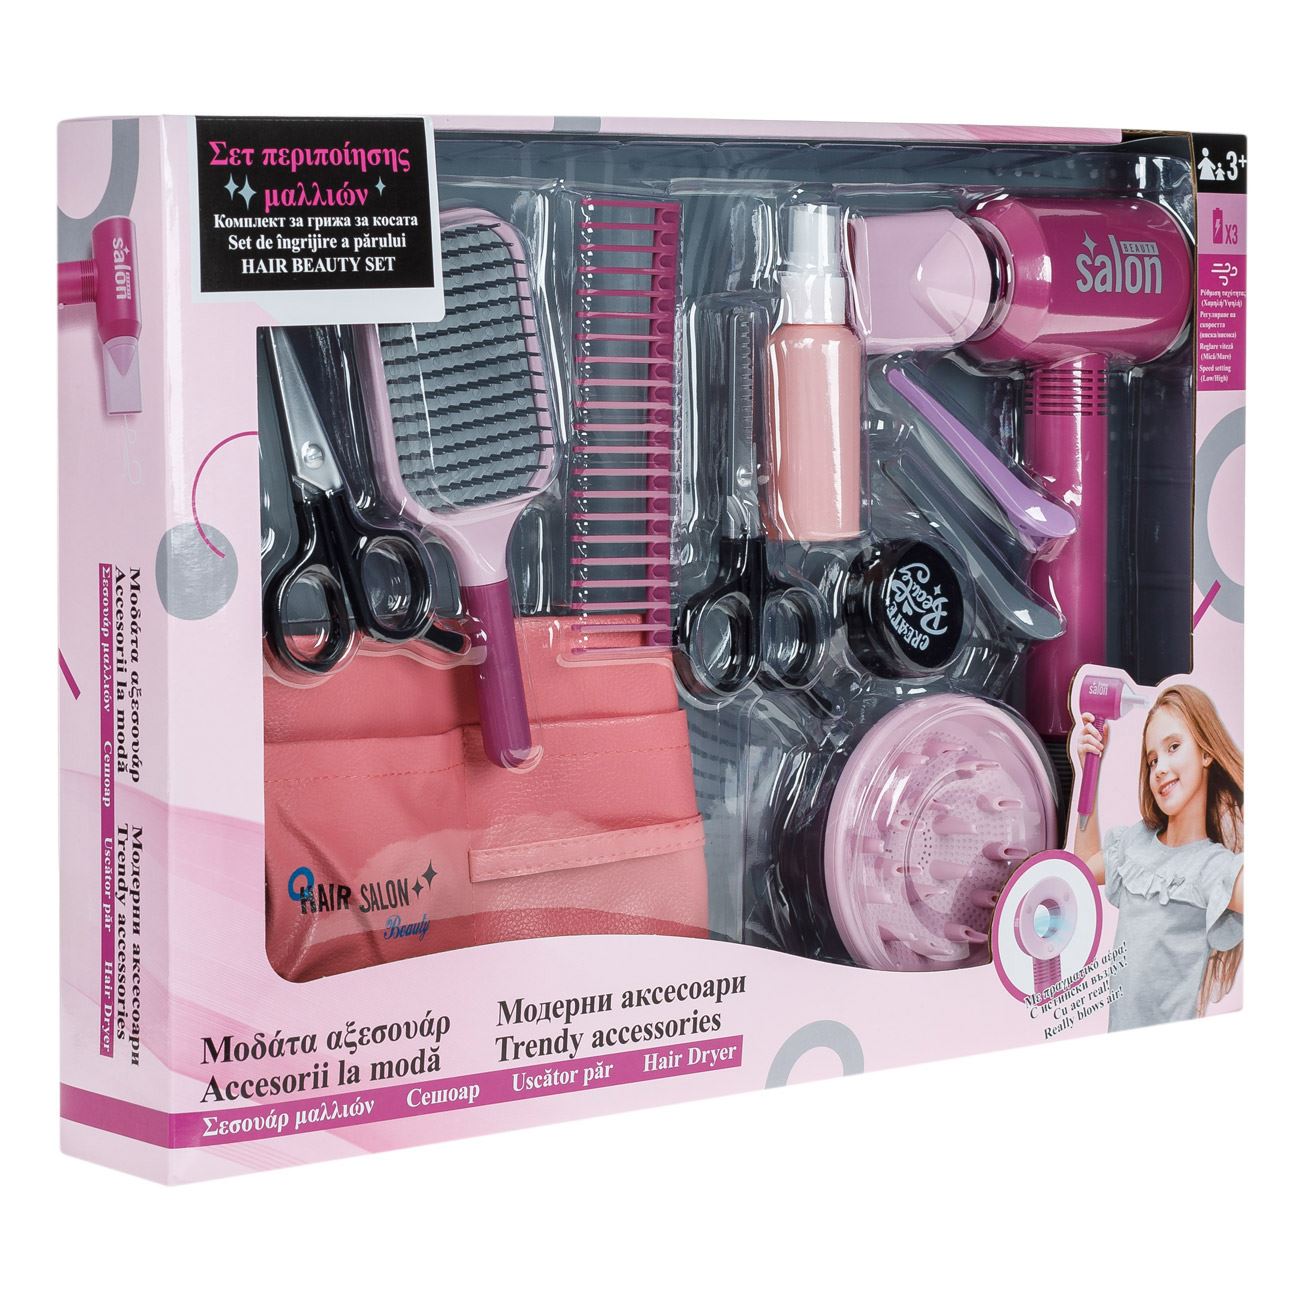 Σετ περιποίησης
μαλλιών
Комплект за грижа за косата
Set de îngrijire a părului
HAIR BEAUTY SET
3+
X3
Ρύθμιση ταχύτητας
(Χαμηλή/Υψηλή)
Регулиране на
скоростта
(ниска/висока)
Reglare viteză
(Mică/Mare)
Speed setting
(Low/High)
BEAUTY
salon
salon
CREATE
Beauty
HAIR SALON
Beauty
salon
Με πραγματικό αέρα!
С истински въздух!
Cu aer real!
Really blows air!
Μοδάτα αξεσουάρ
Модерни аксесоари
Accesorii la modă
Trendy accessories
Σεσουάρ μαλλιών Сешоар Uscător păr Hair Dryer
Μοδάτα αξεσουάρ Модерни аксесоари
Accesorii la modă Trendy accessories
Σεσουάρ μαλλιών Сешоар Uscător păr Hair Dryer